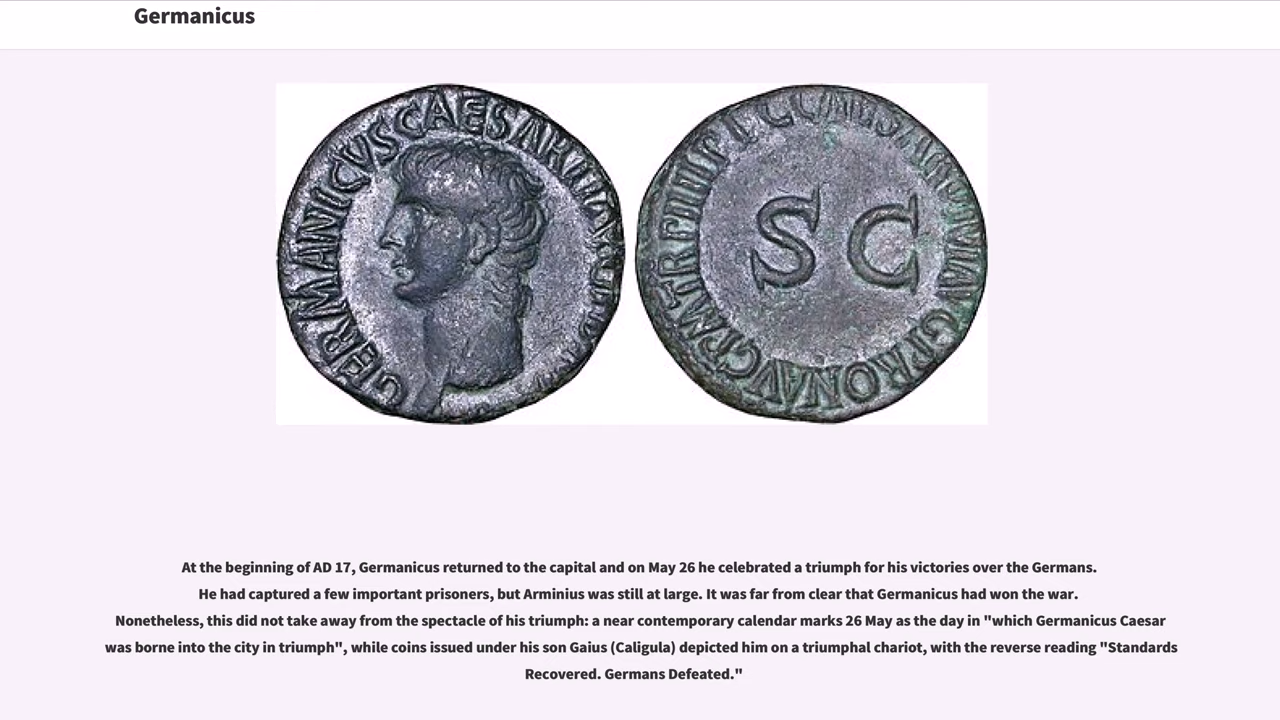 Germanicus
GERMANICVSCAESAR
SC
At the beginning of AD 17, Germanicus returned to the capital and on May 26 he celebrated a triumph for his victories over the Germans.
He had captured a few important prisoners, but Arminius was still at large. It was far from clear that Germanicus had won the war.
Nonetheless, this did not take away from the spectacle of his triumph: a near contemporary calendar marks 26 May as the day in "which Germanicus Caesar
was borne into the city in triumph", while coins issued under his son Gaius (Caligula) depicted him on a triumphal chariot, with the reverse reading "Standards
Recovered. Germans Defeated."